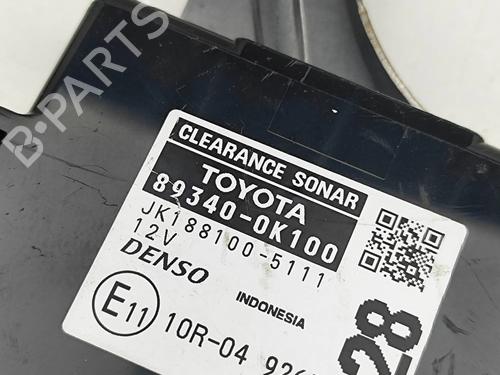 B-PARTS
CLEARANCE SONAR
TOYOTA
89340-0K100
JK188100-5111
12V
DENSO
INDONESIA
E11
10R-04
28